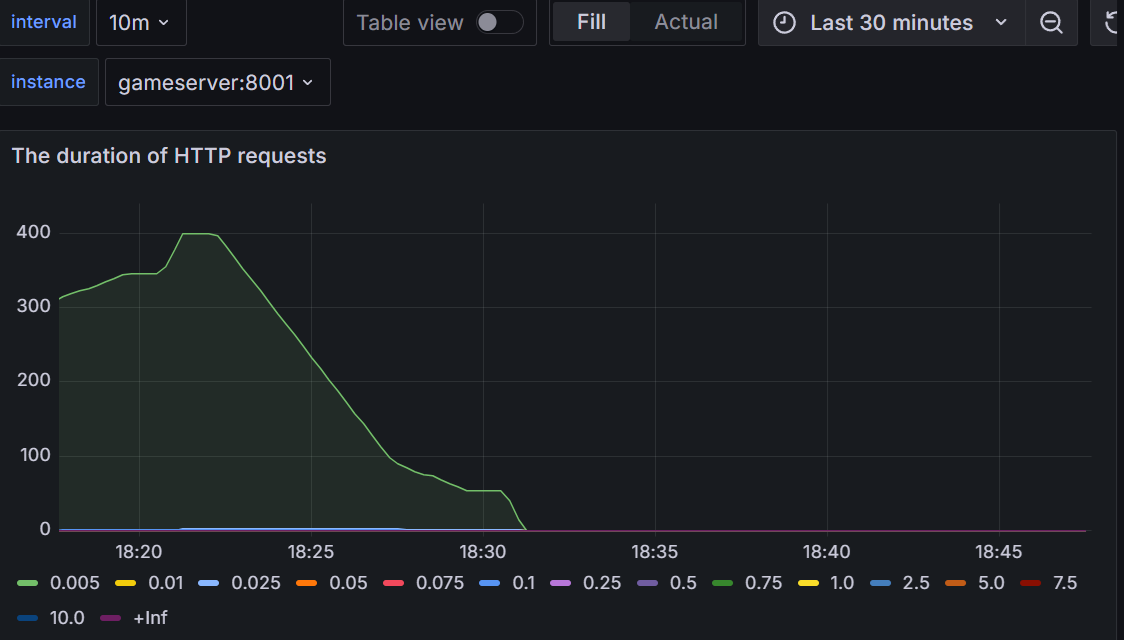 interval 10m Table view Fill Actual Last 30 minutes
instance gameserver:8001
The duration of HTTP requests
400
300
200
100
0
18:20 18:25 18:30 18:35 18:40 18:45
0.005 0.01 0.025 0.05 0.075 0.1 0.25 0.5 0.75 1.0 2.5 5.0 7.5
10.0 +Inf